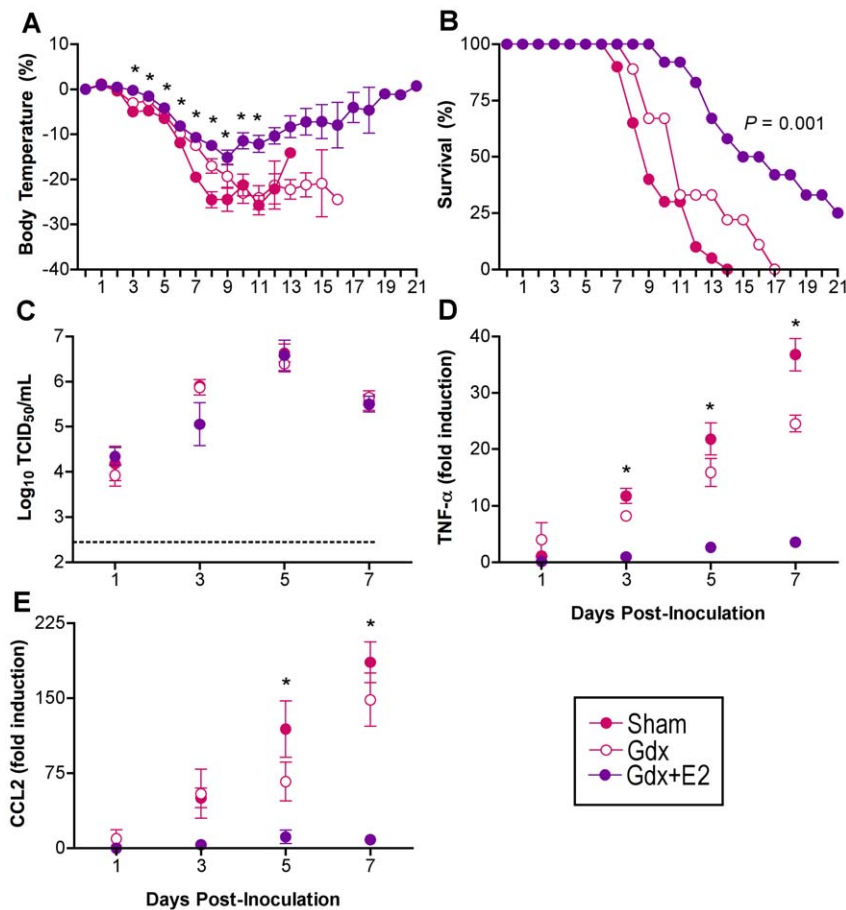 A
Body Temperature (%)
10
0
-10
-20
-30
-40
* * * * * * * * *
1 3 5 7 9 11 13 15 17 19 21
B
Survival (%)
100
75
50
25
0
P = 0.001
1 3 5 7 9 11 13 15 17 19 21
C
Log10 TCID50/mL
7
6
5
4
3
2
1 3 5 7
D
TNF-α (fold induction)
40
30
20
10
0
* * *
1 3 5 7
Days Post-Inoculation
E
CCL2 (fold induction)
225
150
75
0
* *
1 3 5 7
Days Post-Inoculation
Sham
Gdx
Gdx+E2